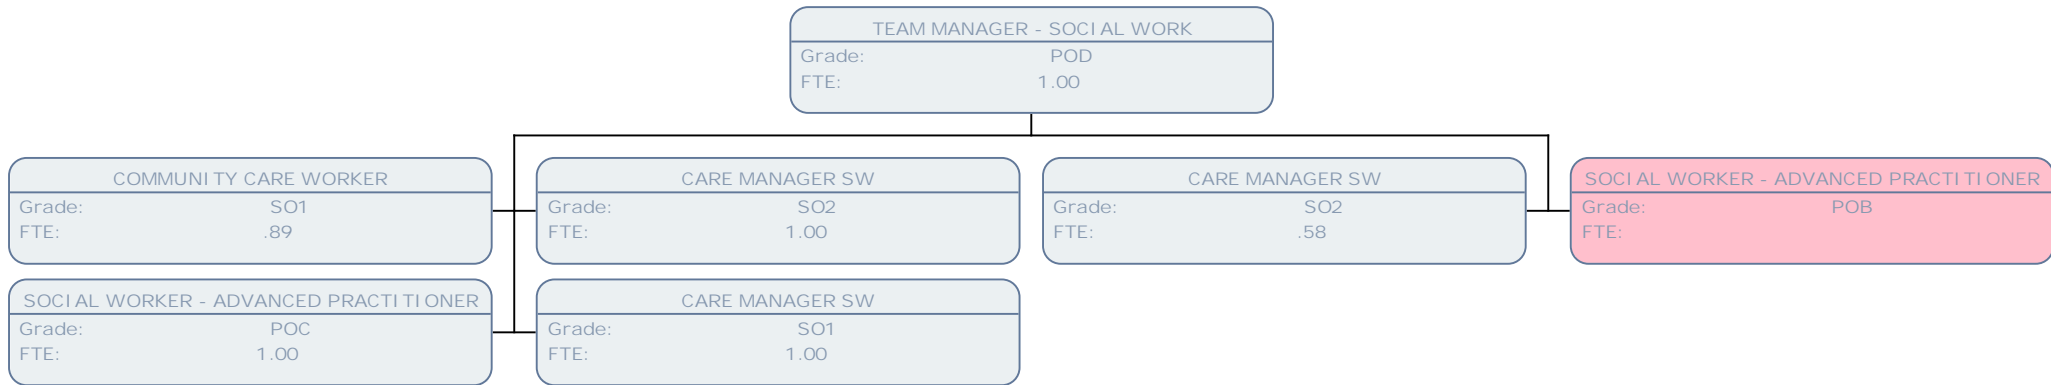 TEAM MANAGER - SOCIAL WORK
Grade: POD
FTE: 1.00
COMMUNITY CARE WORKER
Grade: SO1
FTE: .89
CARE MANAGER SW
Grade: SO2
FTE: 1.00
CARE MANAGER SW
Grade: SO2
FTE: .58
SOCIAL WORKER - ADVANCED PRACTITIONER
Grade: POB
FTE:
SOCIAL WORKER - ADVANCED PRACTITIONER
Grade: POC
FTE: 1.00
CARE MANAGER SW
Grade: SO1
FTE: 1.00